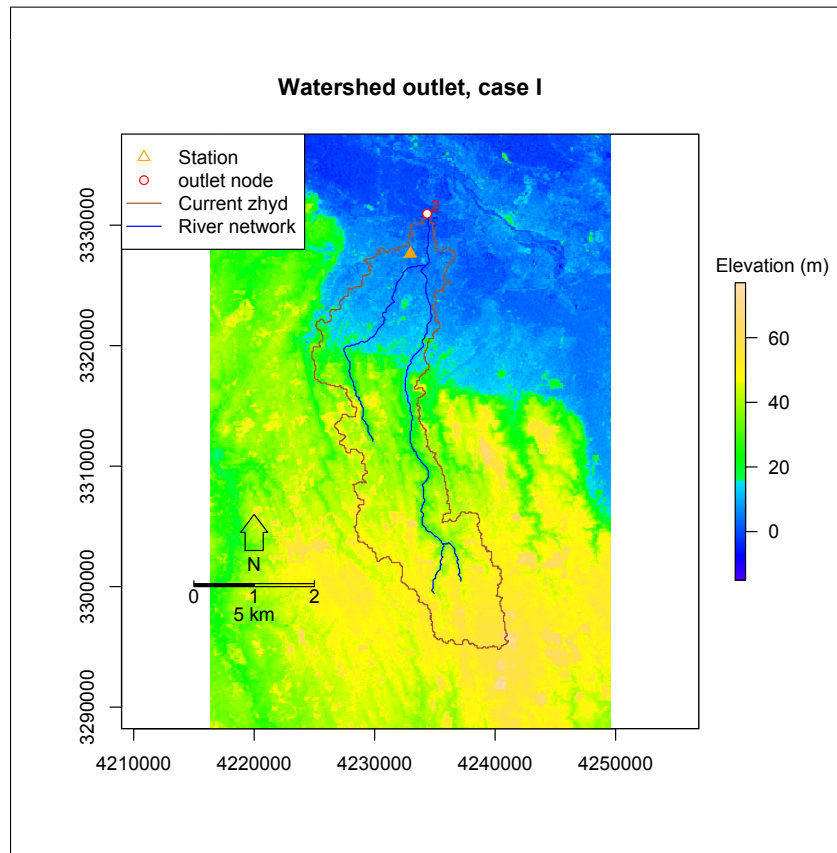 Watershed outlet, case I
Station
outlet node
Current zhyd
River network
2
3330000
3320000
3310000
3300000
3290000
Elevation (m)
60
40
20
0
N
0 1 2
5 km
4210000 4220000 4230000 4240000 4250000